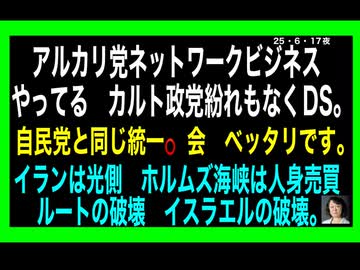 25・6・17夜
アルカリ党ネットワークビジネス
やってる　カルト政党紛れもなくDS。
自民党と同じ統一。会　ベッタリです。
イランは光側　ホルムズ海峡は人身売買
ルートの破壊　イスラエルの破壊。